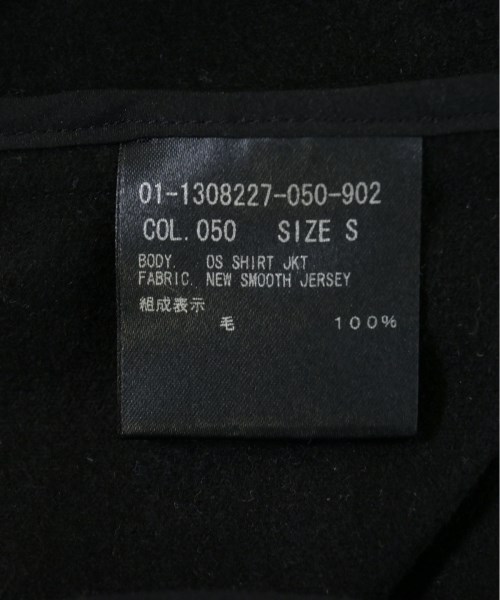 01-1308227-050-902
COL. 050 SIZE S
BODY. OS SHIRT JKT
FABRIC. NEW SMOOTH JERSEY
組成表示
毛 100%